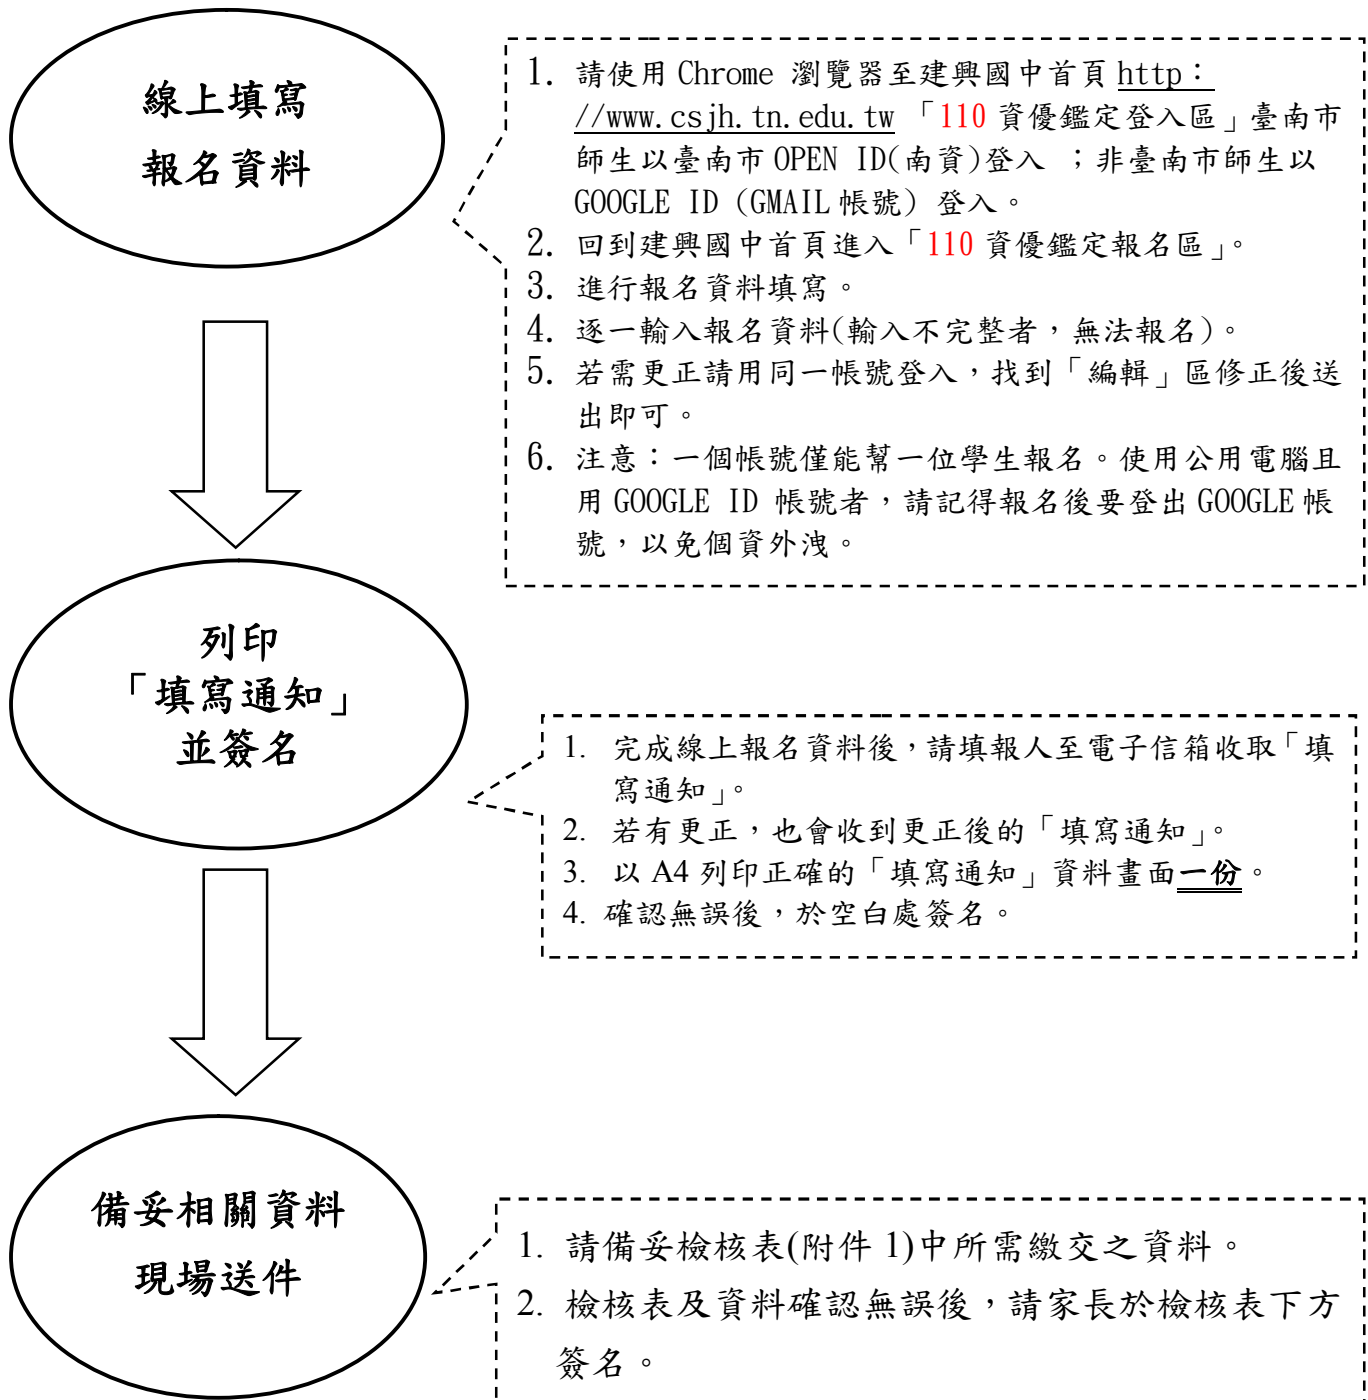 線上填寫
報名資料
1. 請使用 Chrome 瀏覽器至建興國中首頁 http：
//www.csjh.tn.edu.tw 「110 資優鑑定登入區」臺南市
師生以臺南市 OPEN ID(南資)登入 ；非臺南市師生以
GOOGLE ID (GMAIL 帳號) 登入。
2. 回到建興國中首頁進入「110 資優鑑定報名區」。
3. 進行報名資料填寫。
4. 逐一輸入報名資料(輸入不完整者，無法報名)。
5. 若需更正請用同一帳號登入，找到「編輯」區修正後送
出即可。
6. 注意：一個帳號僅能幫一位學生報名。使用公用電腦且
用 GOOGLE ID 帳號者，請記得報名後要登出 GOOGLE 帳
號，以免個資外洩。
列印
「填寫通知」
並簽名
1. 完成線上報名資料後，請填報人至電子信箱收取「填
寫通知」。
2. 若有更正，也會收到更正後的「填寫通知」。
3. 以 A4 列印正確的「填寫通知」資料畫面一份。
4. 確認無誤後，於空白處簽名。
備妥相關資料
現場送件
1. 請備妥檢核表(附件 1)中所需繳交之資料。
2. 檢核表及資料確認無誤後，請家長於檢核表下方
簽名。